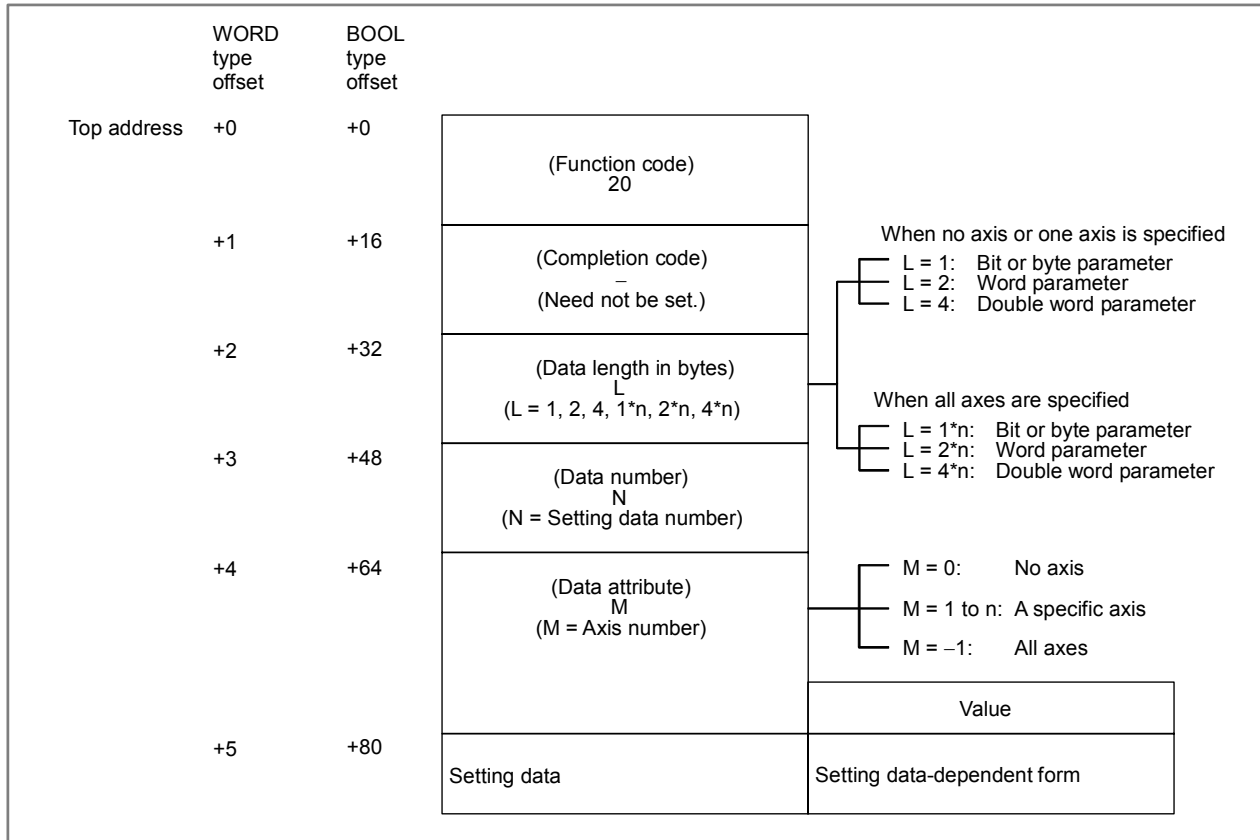 WORD type offset
BOOL type offset
Top address +0 +0
(Function code)
20
+1 +16
(Completion code)
–
(Need not be set.)
+2 +32
(Data length in bytes)
L
(L = 1, 2, 4, 1*n, 2*n, 4*n)
When no axis or one axis is specified
L = 1: Bit or byte parameter
L = 2: Word parameter
L = 4: Double word parameter
When all axes are specified
L = 1*n: Bit or byte parameter
L = 2*n: Word parameter
L = 4*n: Double word parameter
+3 +48
(Data number)
N
(N = Setting data number)
+4 +64
(Data attribute)
M
(M = Axis number)
M = 0: No axis
M = 1 to n: A specific axis
M = –1: All axes
Value
+5 +80
Setting data
Setting data-dependent form